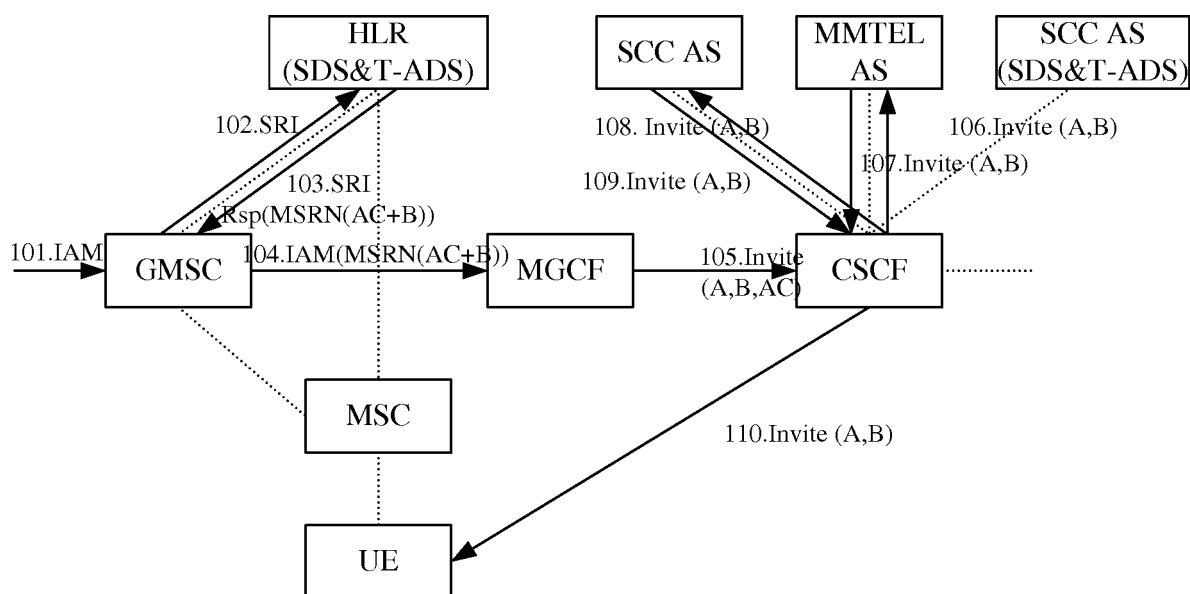 HLR
(SDS&T-ADS)
SCC AS
MMTEL
AS
SCC AS
(SDS&T-ADS)
102.SRI
108. Invite (A,B)
106.Invite (A,B)
107.Invite (A,B)
103.SRI
Rsp(MSRN(AC+B))
109.Invite (A,B)
101.IAM
GMSC
104.IAM(MSRN(AC+B))
MGCF
105.Invite
(A,B,AC)
CSCF
MSC
110.Invite (A,B)
UE